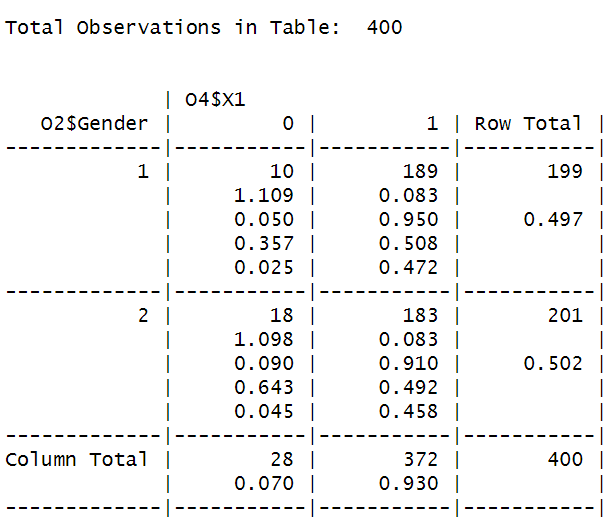 Total Observations in Table:  400
             | O4$X1
   O2$Gender |         0 |         1 | Row Total |
-------------|-----------|-----------|-----------|
           1 |        10 |       189 |       199 |
             |     1.109 |     0.083 |           |
             |     0.050 |     0.950 |     0.497 |
             |     0.357 |     0.508 |           |
             |     0.025 |     0.472 |           |
-------------|-----------|-----------|-----------|
           2 |        18 |       183 |       201 |
             |     1.098 |     0.083 |           |
             |     0.090 |     0.910 |     0.502 |
             |     0.643 |     0.492 |           |
             |     0.045 |     0.458 |           |
-------------|-----------|-----------|-----------|
Column Total |        28 |       372 |       400 |
             |     0.070 |     0.930 |           |
-------------|-----------|-----------|-----------|